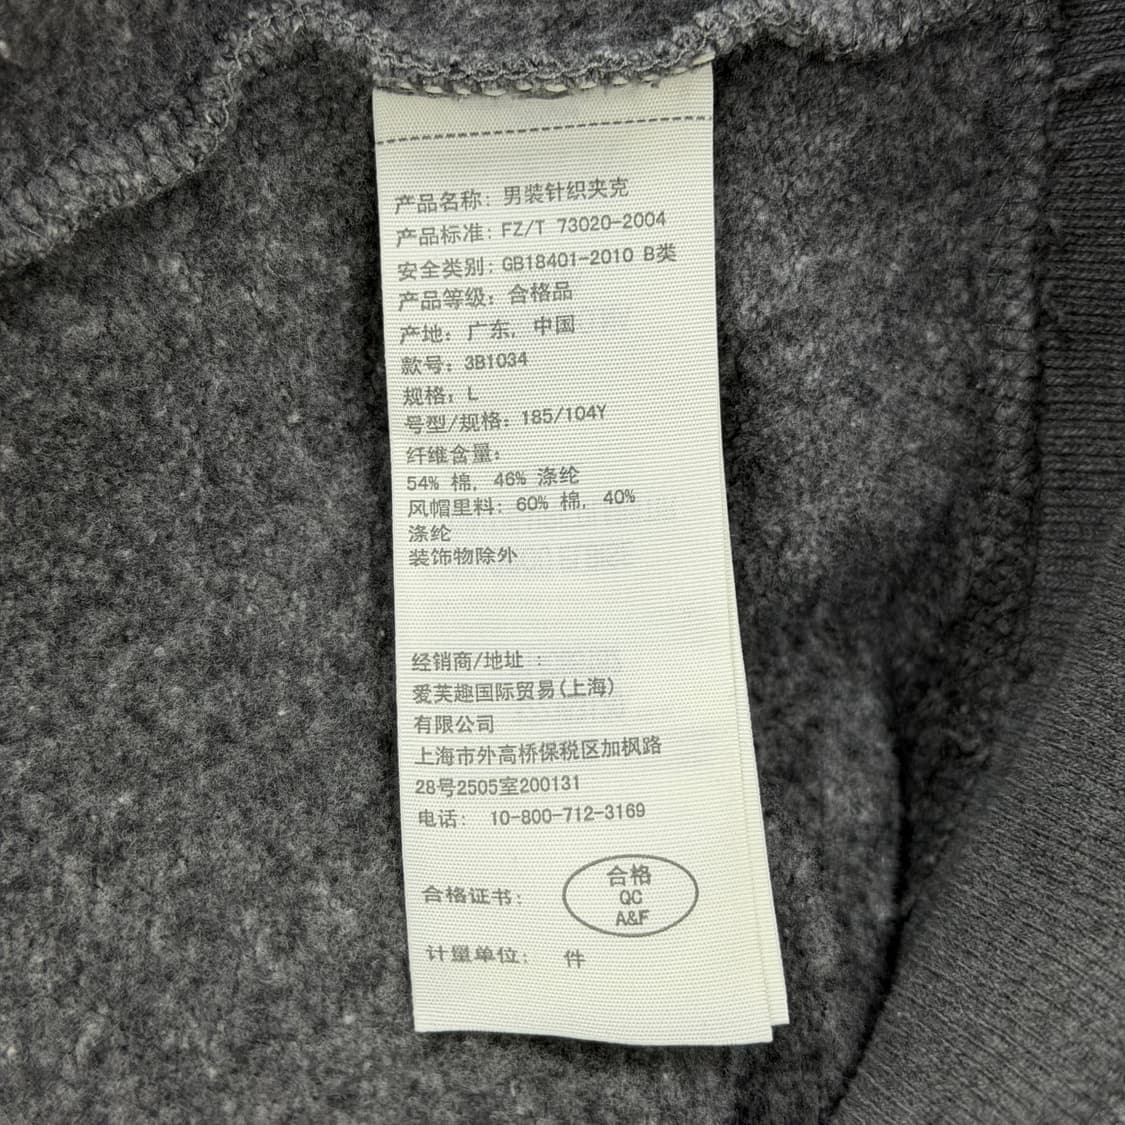 产品名称: 男装针织夹克
产品标准: FZ/T 73020-2004
安全类别: GB18401-2010 B类
产品等级: 合格品
产地: 广东, 中国
款号: 3B1034
规格: L
号型/规格: 185/104Y
纤维含量:
54% 棉, 46% 涤纶
风帽里料: 60% 棉, 40%
涤纶
装饰物除外
经销商/地址 :
爱芙趣国际贸易(上海)
有限公司
上海市外高桥保税区加枫路
28号2505室200131
电话: 10-800-712-3169
合格证书:
合格
QC
A&F
计量单位: 件